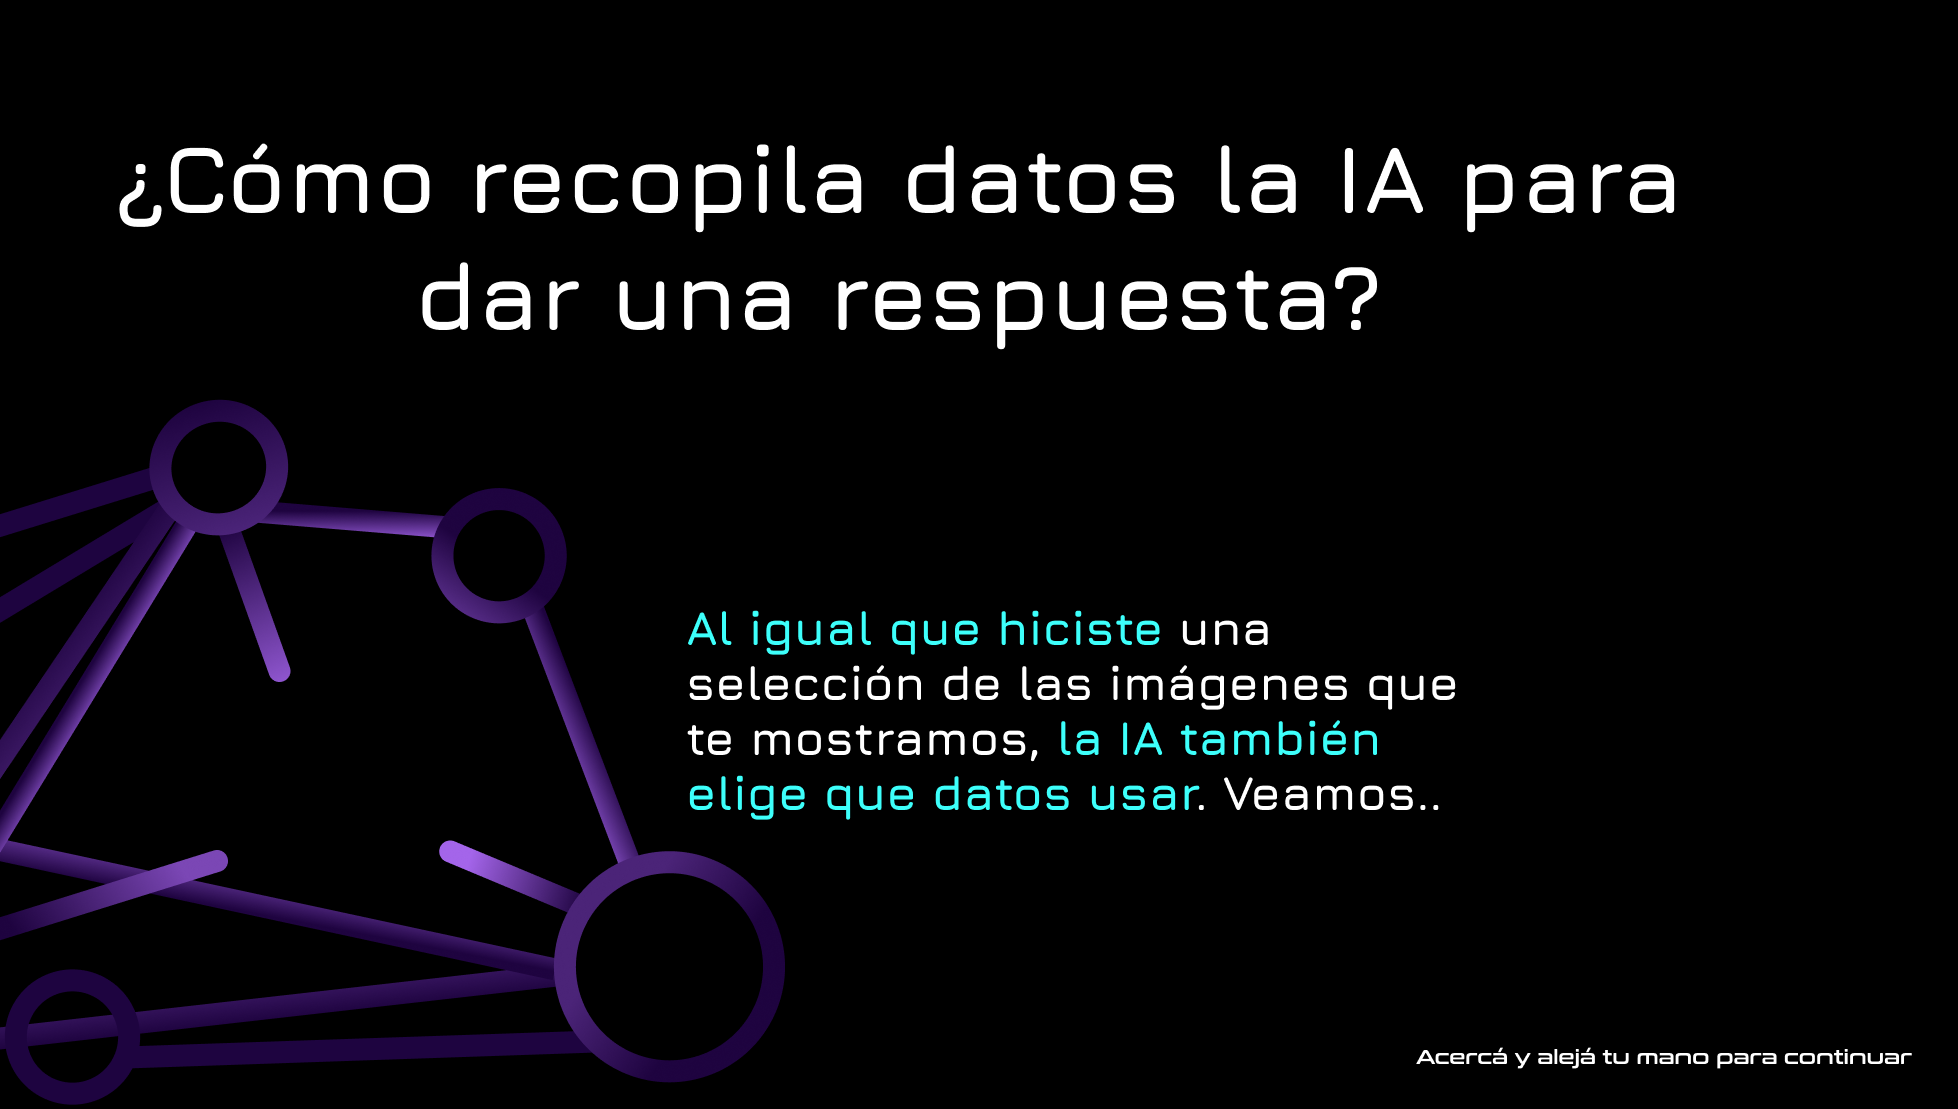 ¿Cómo recopila datos la IA para
dar una respuesta?
Al igual que hiciste una
selección de las imágenes que
te mostramos, la IA también
elige que datos usar. Veamos..
Acercá y alejá tu mano para continuar